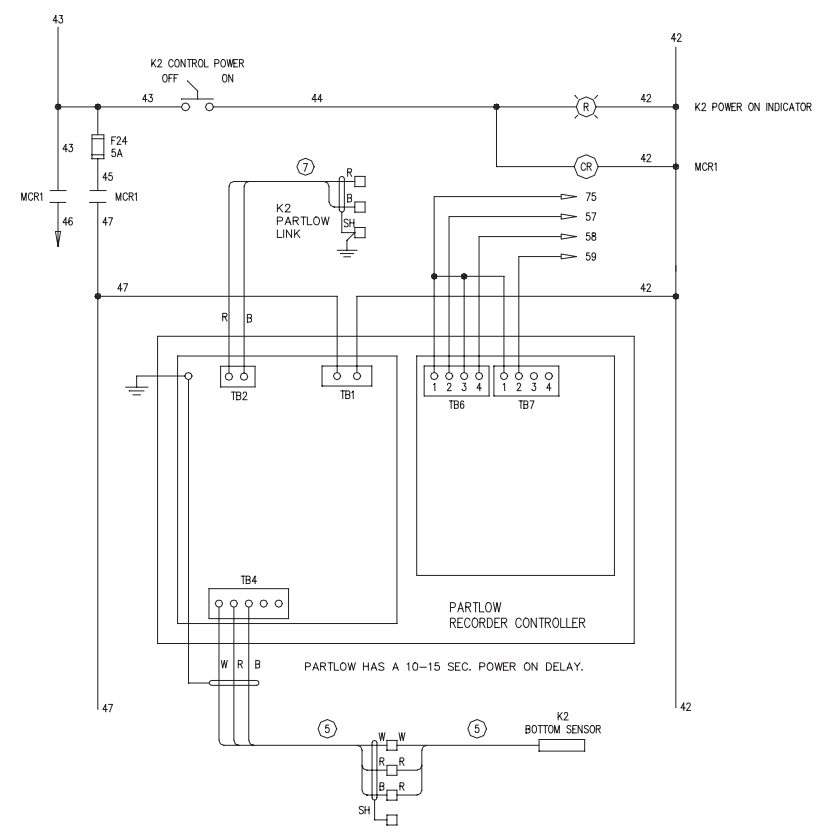 43
42
K2 CONTROL POWER
OFF ON
43
44
R
42
K2 POWER ON INDICATOR
43
F24
5A
45
MCR1
MCR1
46
47
7
R
B
SH
K2
PARTLOW
LINK
CR
42
MCR1
75
57
58
59
47
42
R
B
TB2
TB1
1 2 3 4
1 2 3 4
TB6
TB7
TB4
PARTLOW
RECORDER CONTROLLER
W R B
PARTLOW HAS A 10-15 SEC. POWER ON DELAY.
47
42
5
5
K2
BOTTOM SENSOR
W W
R R
B R
SH